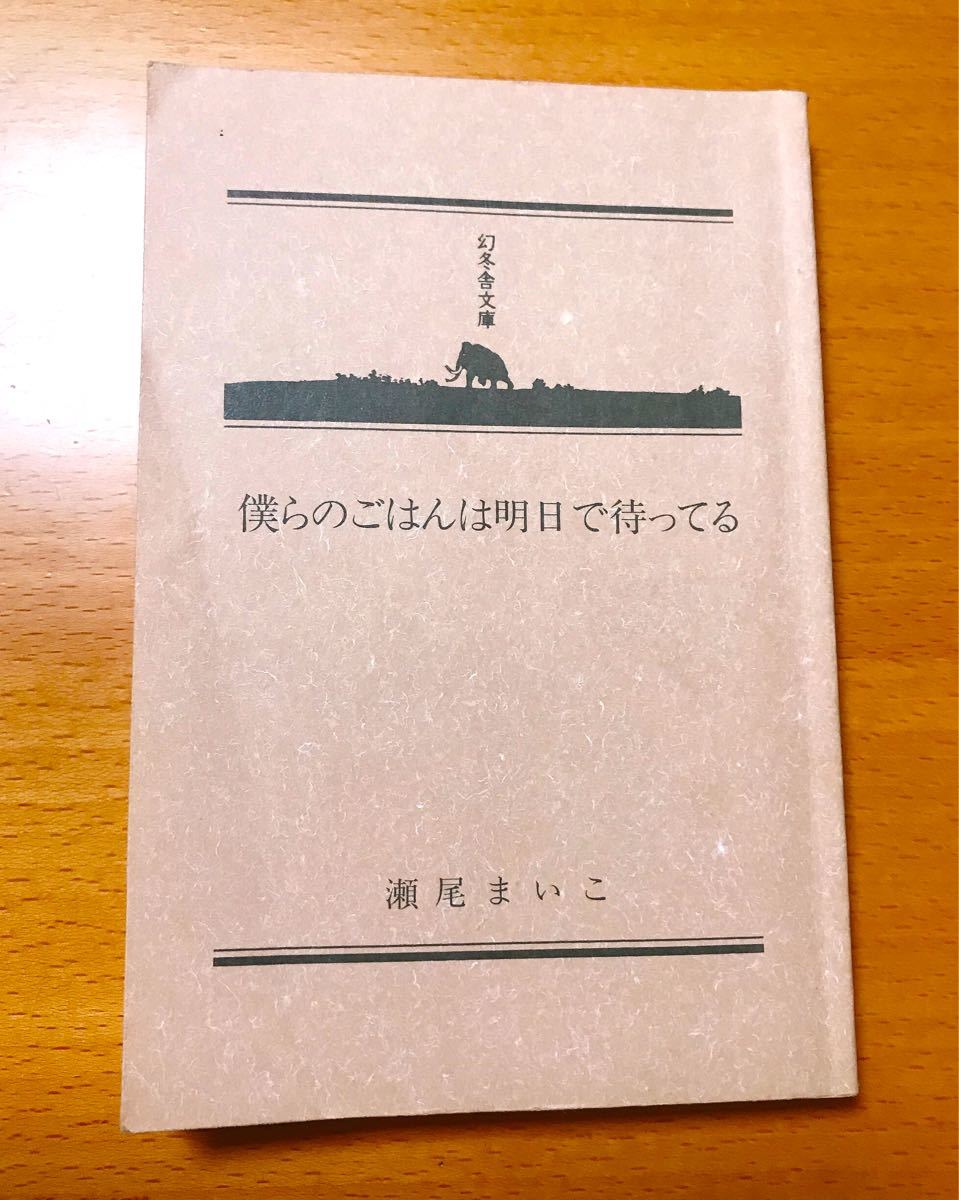 幻冬舎文庫
僕らのごはんは明日で待ってる
瀬尾まいこ